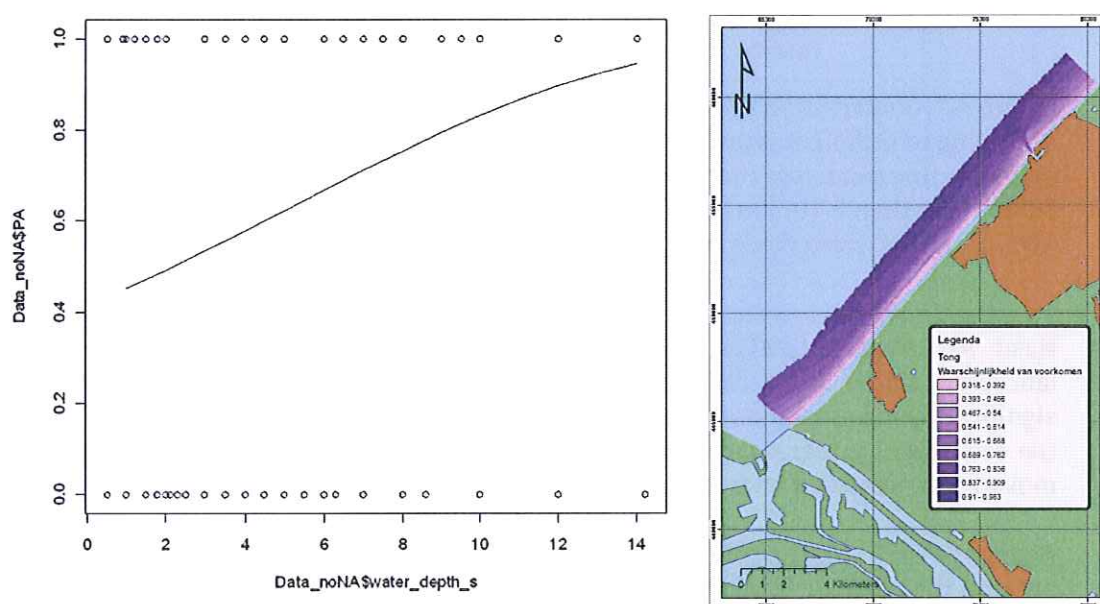 Data_noNA$PA
1.0
0.8
0.6
0.4
0.2
0.0
0 2 4 6 8 10 12 14
Data_noNA$water_depth_s
N
Legenda
Tong
Waarschijnlijkheid van voorkomen
0.318 - 0.392
0.393 - 0.466
0.467 - 0.54
0.541 - 0.614
0.615 - 0.688
0.689 - 0.762
0.763 - 0.836
0.837 - 0.909
0.91 - 0.983
0 1 2 4 Kilometers